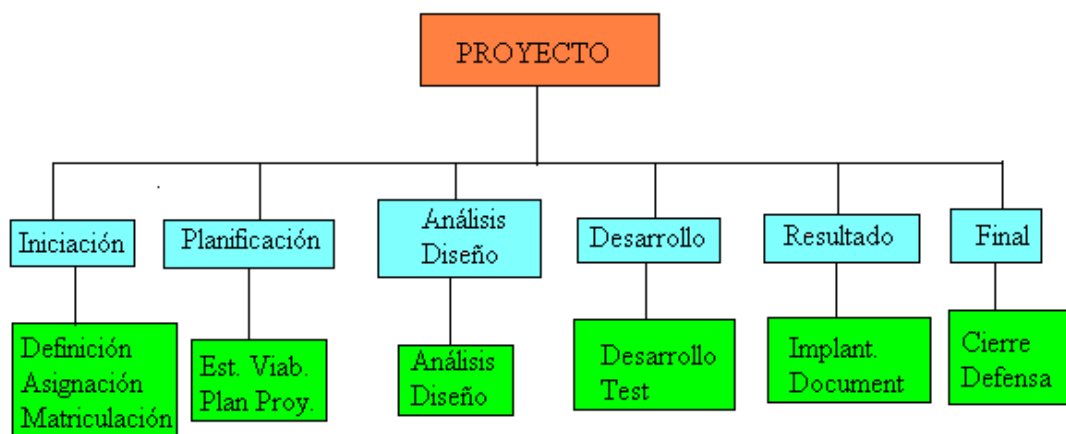 PROYECTO
Iniciación
Planificación
Análisis
Diseño
Desarrollo
Resultado
Final
Definición
Asignación
Matriculación
Est. Viab.
Plan Proy.
Análisis
Diseño
Desarrollo
Test
Implant.
Document
Cierre
Defensa